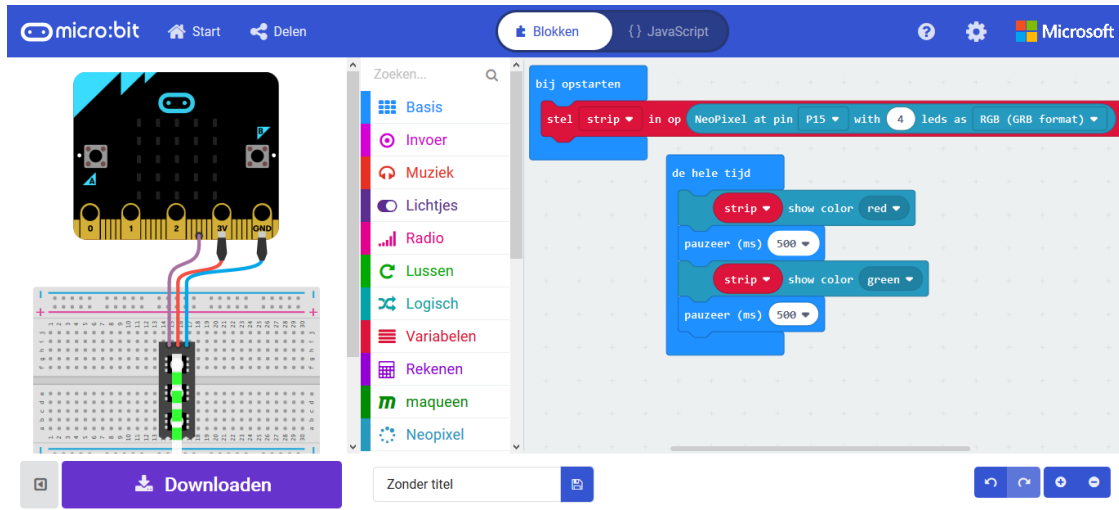 micro:bit Start Delen Blokken {} JavaScript ? Microsoft
B
A
0 1 2 3V GND
Zoeken...
Basis
Invoer
Muziek
Lichtjes
Radio
Lussen
Logisch
Variabelen
Rekenen
maqueen
Neopixel
bij opstarten
stel strip in op NeoPixel at pin P15 with 4 leds as RGB (GRB format)
de hele tijd
strip show color red
pauzeer (ms) 500
strip show color green
pauzeer (ms) 500
Downloaden
Zonder titel